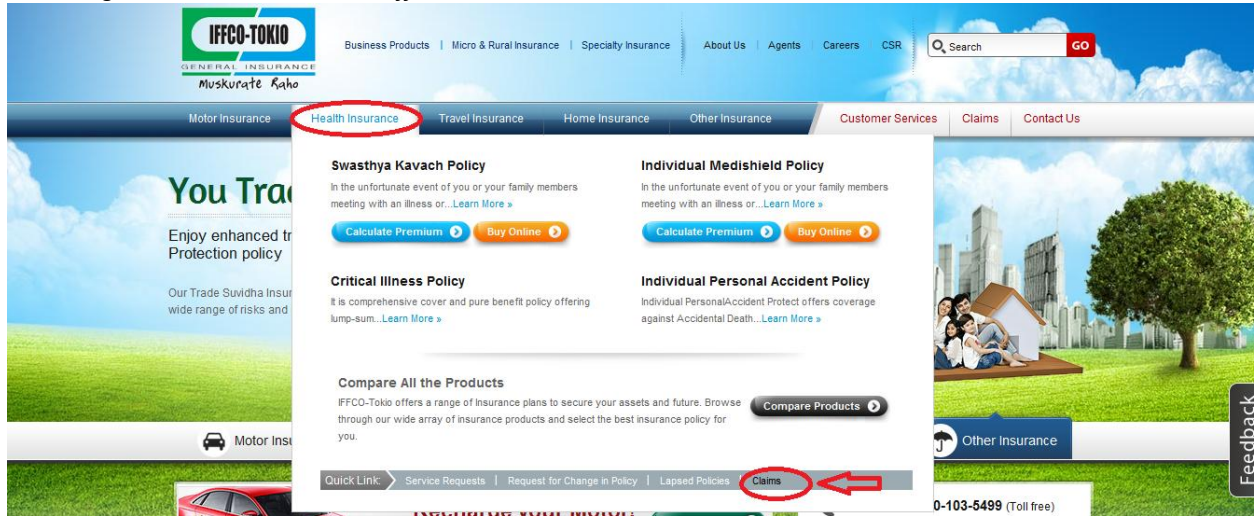 IFFCO-TOKIO
GENERAL INSURANCE
Muskurate Raho
Business Products | Micro & Rural Insurance | Specialty Insurance
About Us | Agents | Careers | CSR
Search
GO
Motor Insurance
Health Insurance
Travel Insurance
Home Insurance
Other Insurance
Customer Services
Claims
Contact Us
You Tra
Enjoy enhanced tr
Protection policy
Our Trade Suvidha Insur
wide range of risks and
Swasthya Kavach Policy
In the unfortunate event of you or your family members
meeting with an illness or...Learn More »
Calculate Premium
Buy Online
Individual Medishield Policy
In the unfortunate event of you or your family members
meeting with an illness or...Learn More »
Calculate Premium
Buy Online
Critical Illness Policy
It is comprehensive cover and pure benefit policy offering
lump-sum...Learn More »
Individual Personal Accident Policy
Individual PersonalAccident Protect offers coverage
against Accidental Death...Learn More »
Compare All the Products
IFFCO-Tokio offers a range of Insurance plans to secure your assets and future. Browse
through our wide array of insurance products and select the best insurance policy for
you.
Compare Products
Quick Link: Service Requests | Request for Change in Policy | Lapsed Policies | Claims
Motor Insu
Other Insurance
Feedback
0-103-5499 (Toll free)